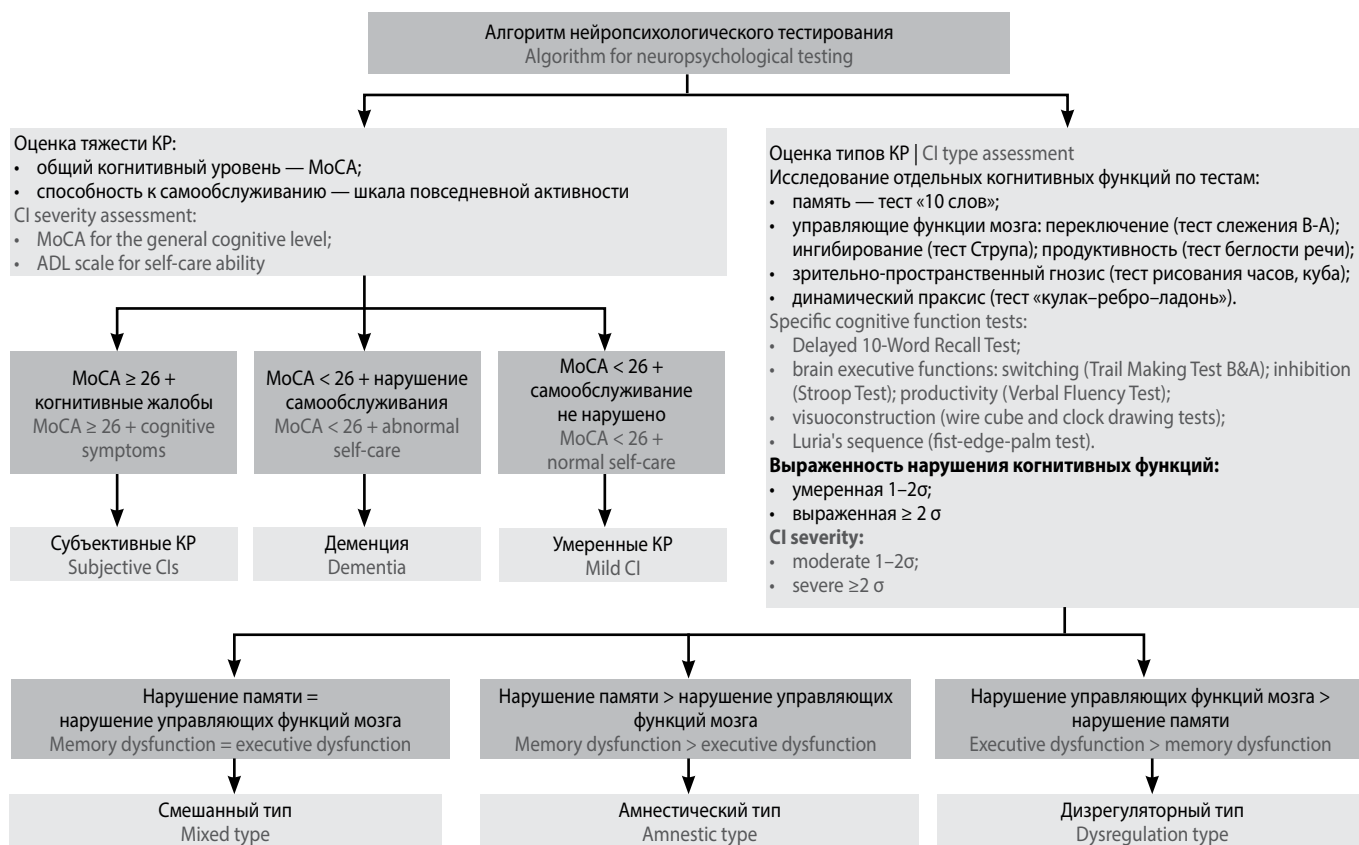 Алгоритм нейропсихологического тестирования
Algorithm for neuropsychological testing
Оценка тяжести КР:
• общий когнитивный уровень — MoCA;
• способность к самообслуживанию — шкала повседневной активности
CI severity assessment:
• MoCA for the general cognitive level;
• ADL scale for self-care ability
Оценка типов КР | CI type assessment
Исследование отдельных когнитивных функций по тестам:
• память — тест «10 слов»;
• управляющие функции мозга: переключение (тест слежения В-А);
ингибирование (тест Струпа); продуктивность (тест беглости речи);
• зрительно-пространственный гнозис (тест рисования часов, куба);
• динамический праксис (тест «кулак–ребро–ладонь»).
Specific cognitive function tests:
• Delayed 10-Word Recall Test;
• brain executive functions: switching (Trail Making Test B&A); inhibition
(Stroop Test); productivity (Verbal Fluency Test);
• visuoconstruction (wire cube and clock drawing tests);
• Luria's sequence (fist-edge-palm test).
Выраженность нарушения когнитивных функций:
• умеренная 1–2σ;
• выраженная ≥ 2 σ
CI severity:
• moderate 1–2σ;
• severe ≥2 σ
MoCA ≥ 26 +
когнитивные жалобы
MoCA ≥ 26 + cognitive
symptoms
MoCA < 26 + нарушение
самообслуживания
MoCA < 26 + abnormal
self-care
MoCA < 26 +
самообслуживание
не нарушено
MoCA < 26 +
normal self-care
Субъективные КР
Subjective CIs
Деменция
Dementia
Умеренные КР
Mild CI
Нарушение памяти =
нарушение управляющих функций мозга
Memory dysfunction = executive dysfunction
Нарушение памяти > нарушение управляющих
функций мозга
Memory dysfunction > executive dysfunction
Нарушение управляющих функций мозга >
нарушение памяти
Executive dysfunction > memory dysfunction
Смешанный тип
Mixed type
Амнестический тип
Amnestic type
Дизрегуляторный тип
Dysregulation type